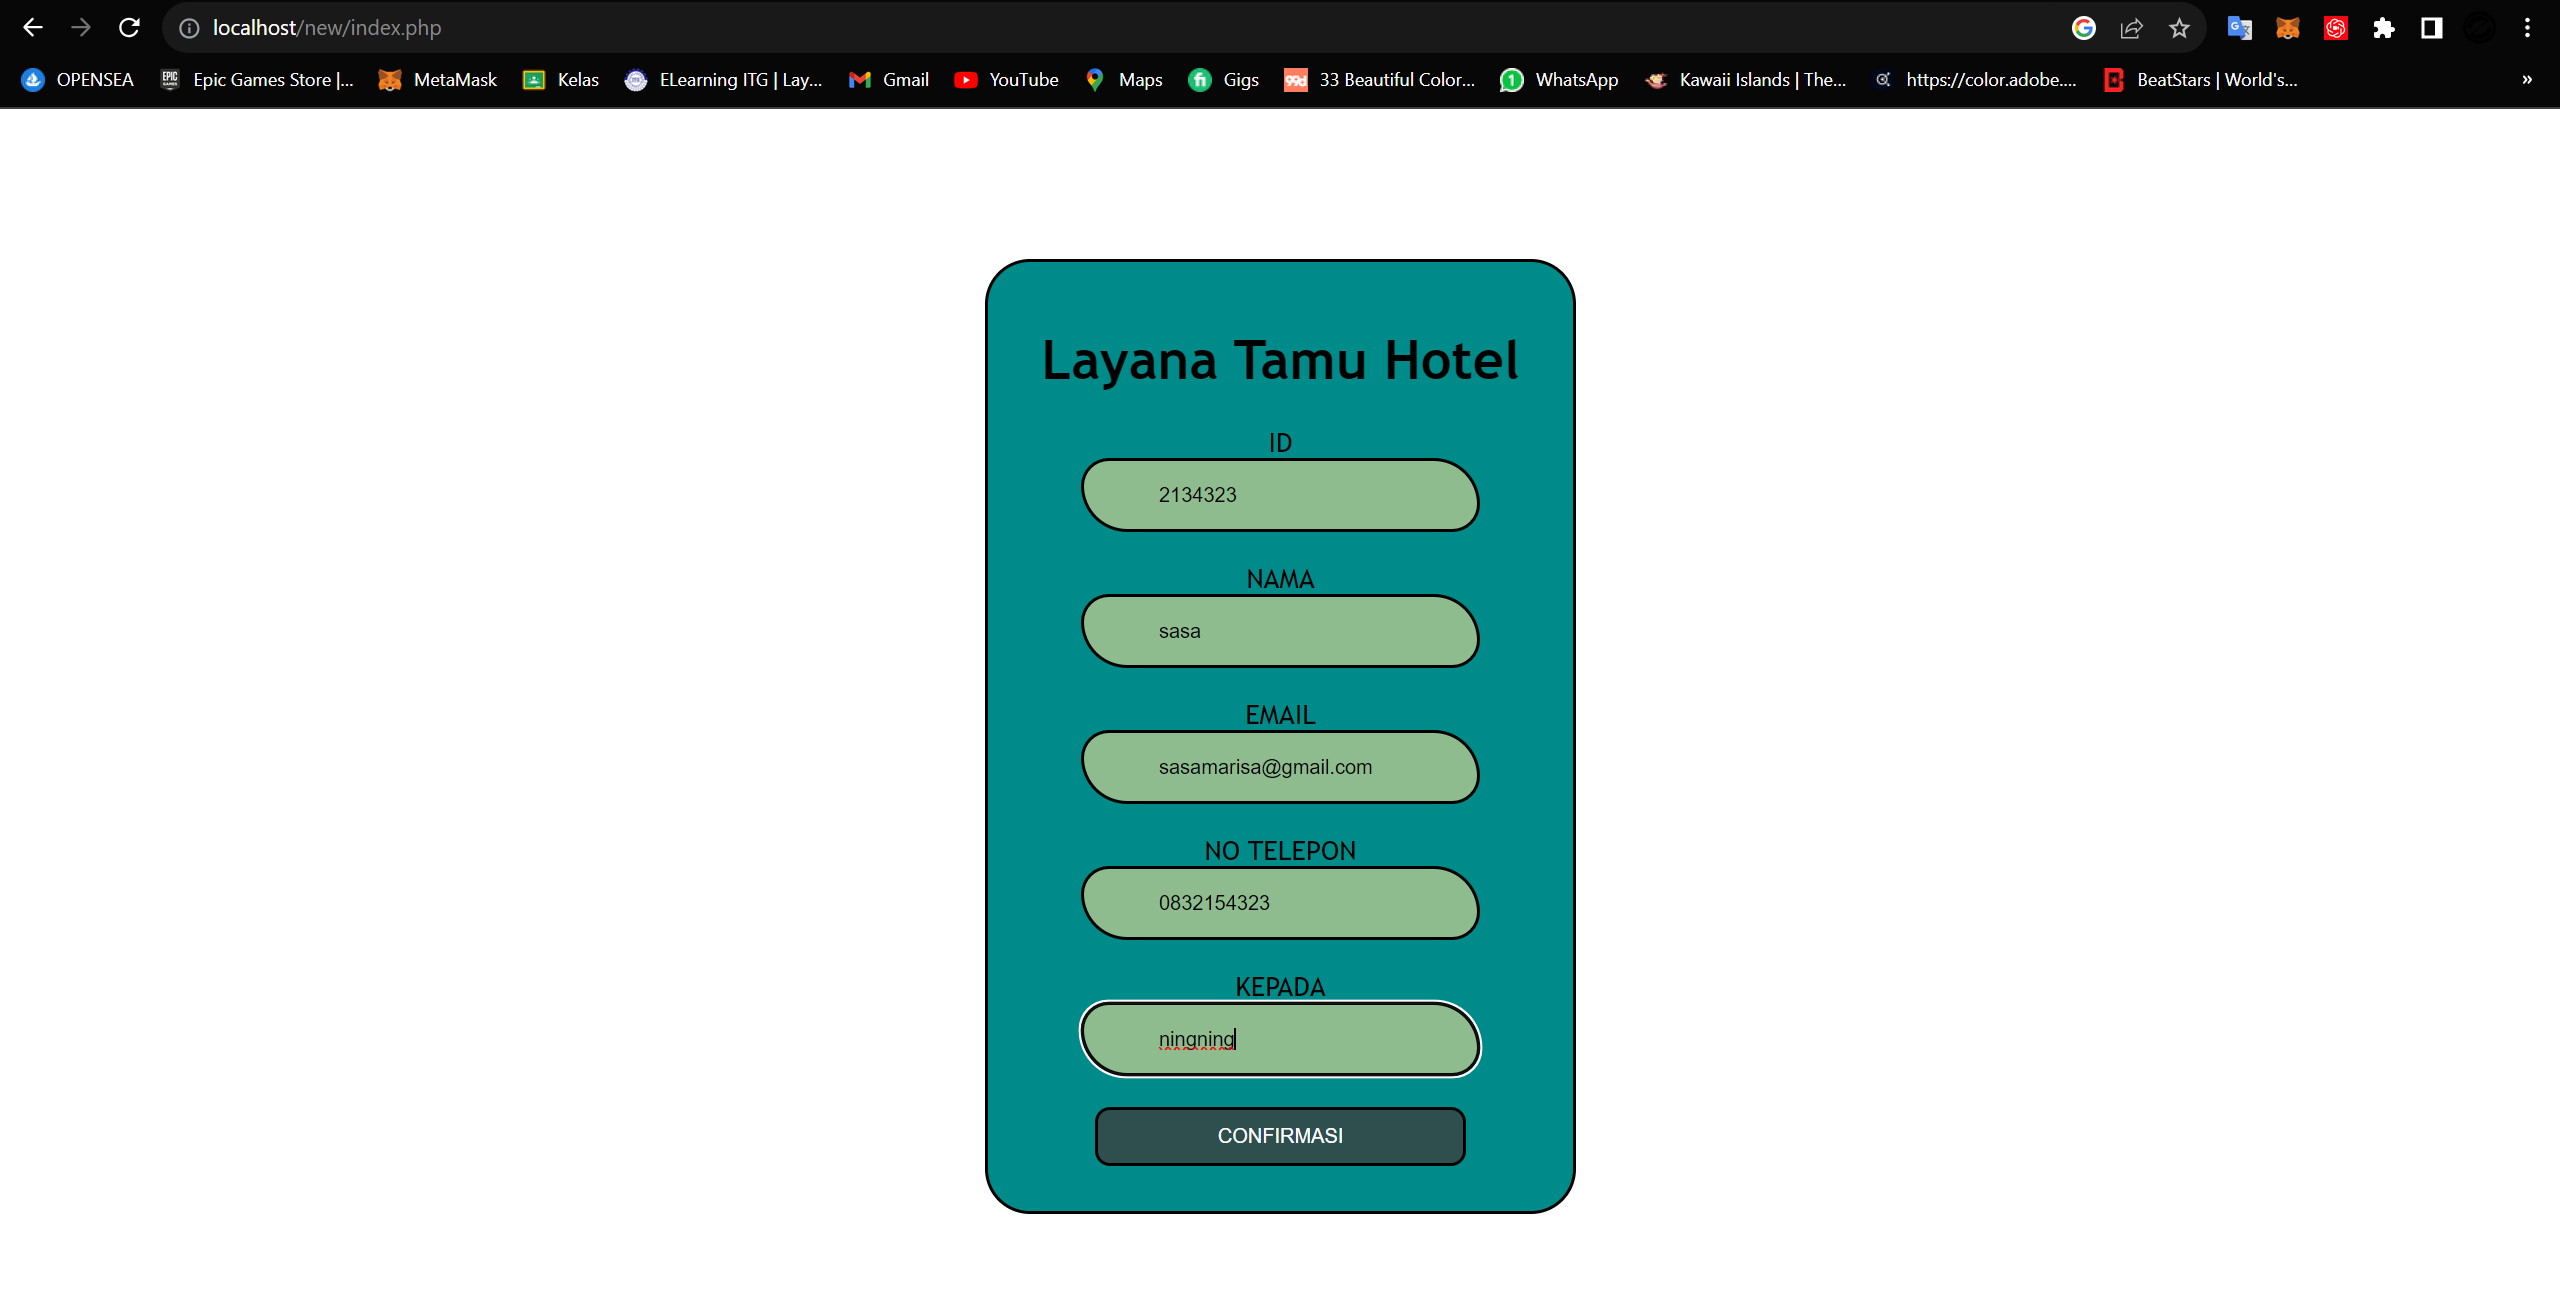 localhost/new/index.php
OPENSEA Epic Games Store |... MetaMask Kelas ELearning ITG | Lay... Gmail YouTube Maps Gigs 33 Beautiful Color... WhatsApp Kawaii Islands | The... https://color.adobe.... BeatStars | World's... »
Layana Tamu Hotel
ID
2134323
NAMA
sasa
EMAIL
sasamarisa@gmail.com
NO TELEPON
0832154323
KEPADA
ningning
CONFIRMASI